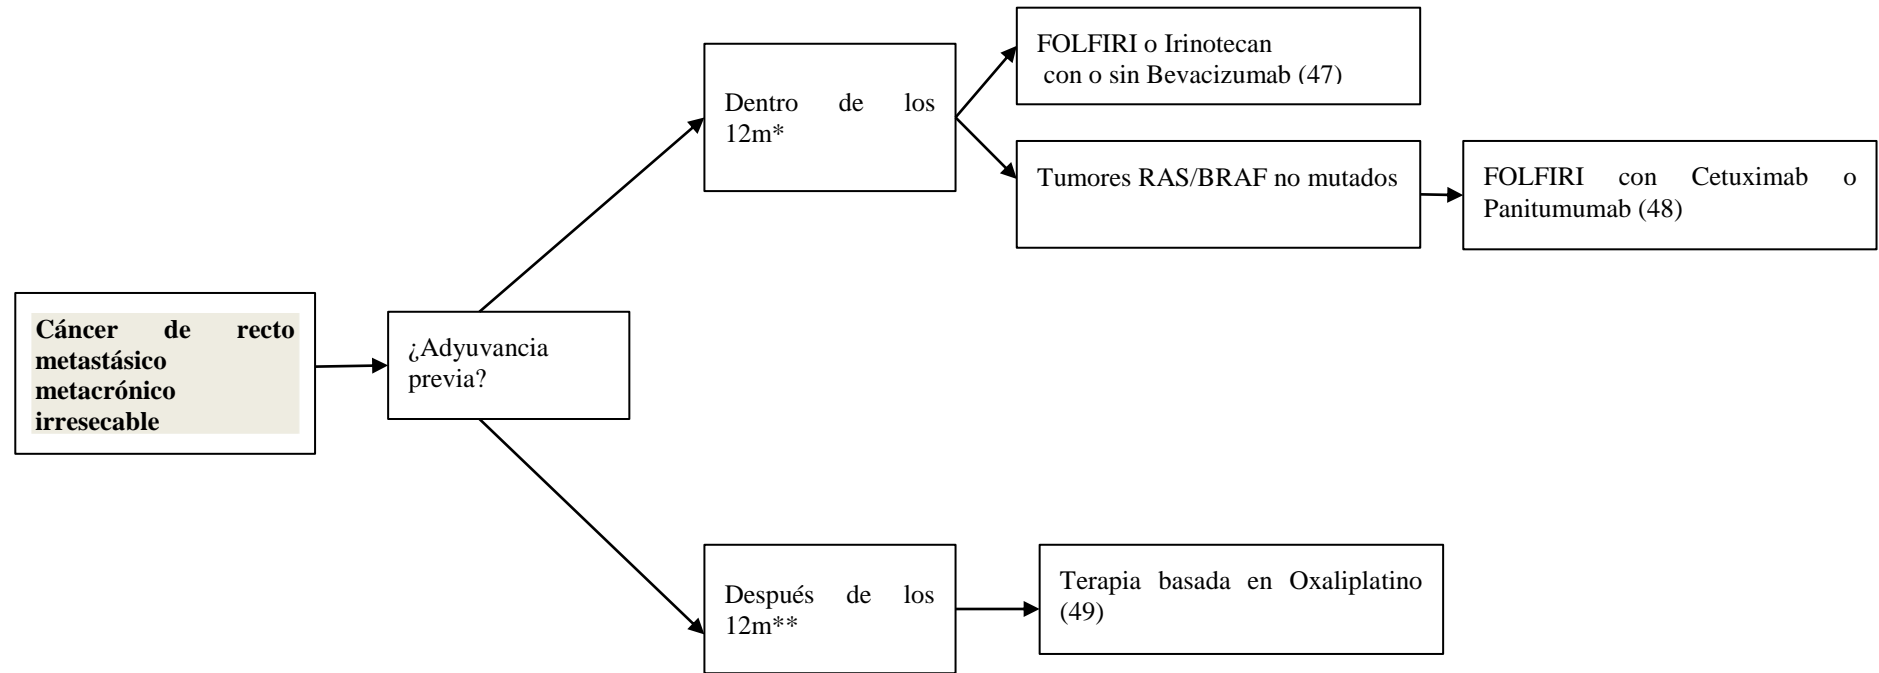 FOLFIRI o Irinotecan
con o sin Bevacizumab (47)
Dentro de los
12m*
Tumores RAS/BRAF no mutados
FOLFIRI con Cetuximab o
Panitumumab (48)
Cáncer de recto
metastásico
metacrónico
irresecable
¿Adyuvancia
previa?
Después de los
12m**
Terapia basada en Oxaliplatino
(49)